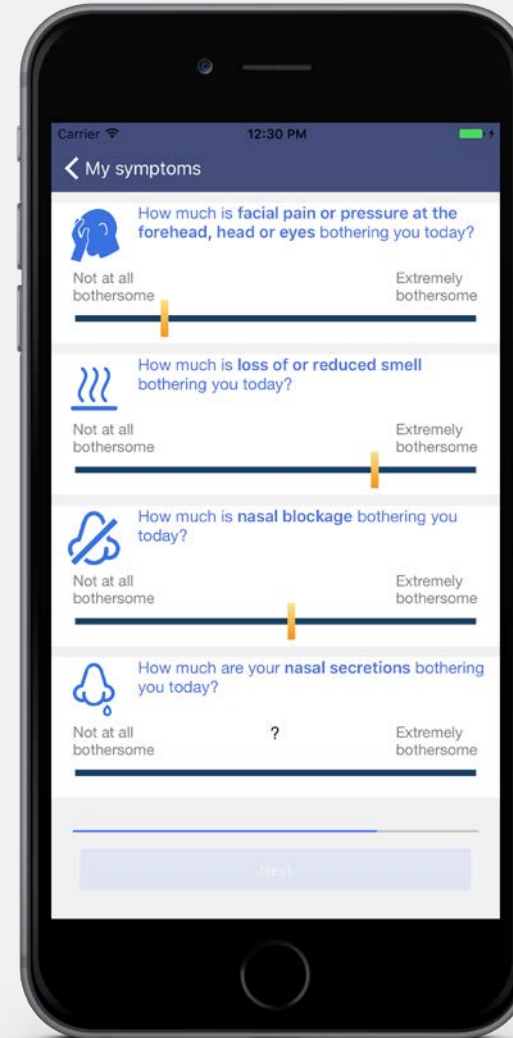 Carrier 12:30 PM
My symptoms
How much is facial pain or pressure at the
forehead, head or eyes bothering you today?
Not at all
bothersome
Extremely
bothersome
How much is loss of or reduced smell
bothering you today?
Not at all
bothersome
Extremely
bothersome
How much is nasal blockage bothering you
today?
Not at all
bothersome
Extremely
bothersome
How much are your nasal secretions bothering
you today?
Not at all
bothersome
?
Extremely
bothersome
Next